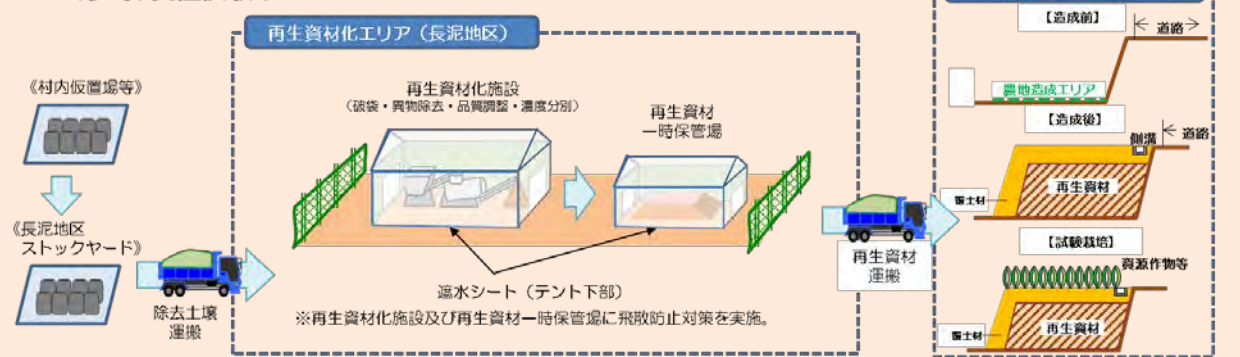 再生資材化エリア（長泥地区）
《村内仮置場等》
《長泥地区
ストックヤード》
除去土壌
運搬
再生資材化施設
（破袋・異物除去・品質調整・濃度分別）
再生資材
一時保管場
遮水シート（テント下部）
※再生資材化施設及び再生資材一時保管場に飛散防止対策を実施。
再生資材
運搬
【造成前】
道路
農地造成エリア
【造成後】
側溝
道路
再生資材
覆土材
【試験栽培】
資源作物等
再生資材
覆土材